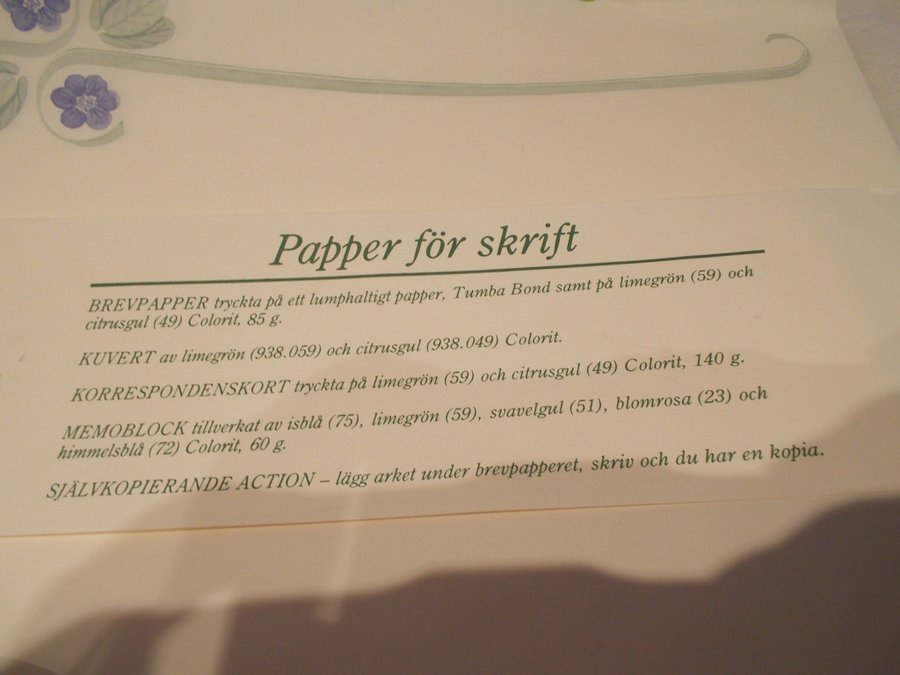 Papper för skrift
BREVPAPPER tryckta på ett lumphaltigt papper, Tumba Bond samt på limegrön (59) och
citrusgul (49) Colorit, 85 g.
KUVERT av limegrön (938.059) och citrusgul (938.049) Colorit.
KORRESPONDENSKORT tryckta på limegrön (59) och citrusgul (49) Colorit, 140 g.
MEMOBLOCK tillverkat av isblå (75), limegrön (59), svavelgul (51), blomrosa (23) och
himmelsblå (72) Colorit, 60 g.
SJÄLVKOPIERANDE ACTION – lägg arket under brevpapperet, skriv och du har en kopia.